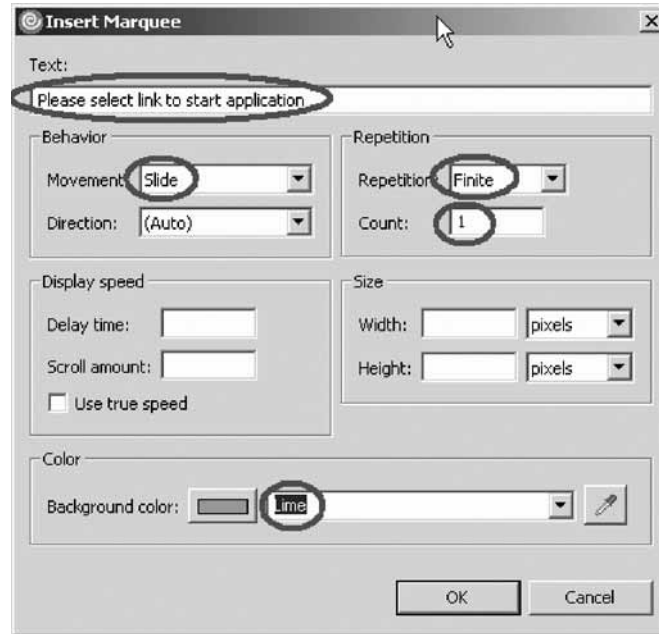 Insert Marquee
Text:
Please select link to start application
Behavior
Movement: Slide
Direction: (Auto)
Repetition
Repetition: Finite
Count: 1
Display speed
Delay time:
Scroll amount:
Use true speed
Size
Width: pixels
Height: pixels
Color
Background color: Lime
OK Cancel